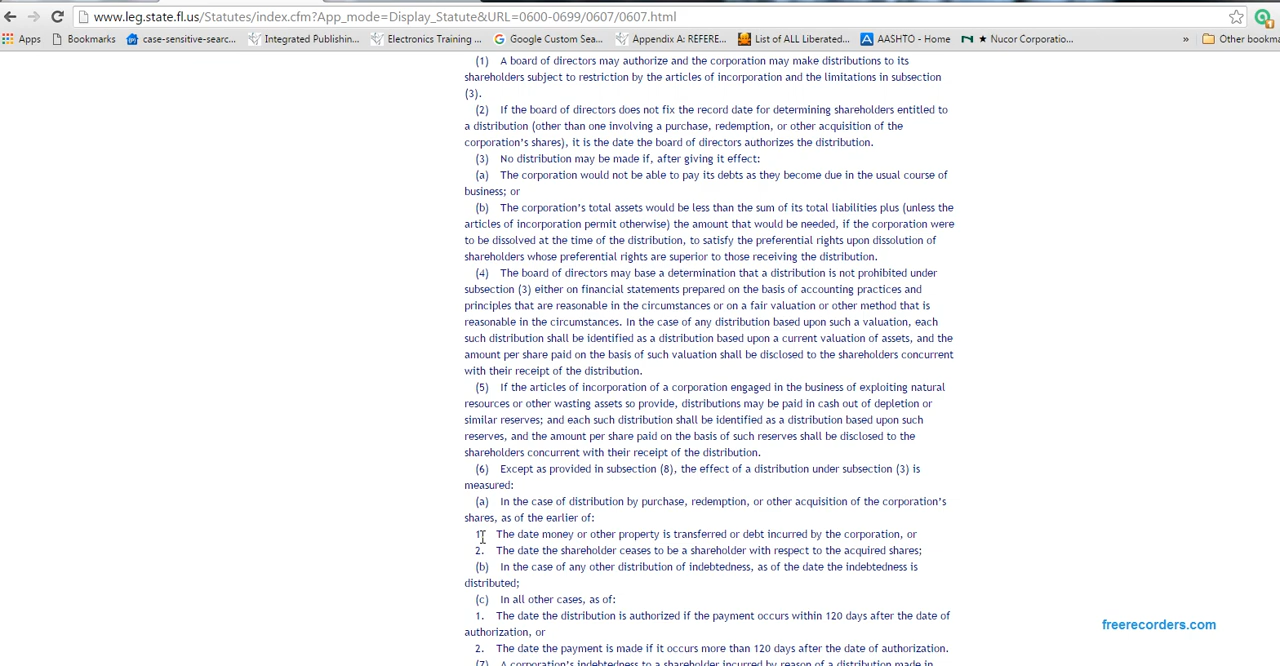 www.leg.state.fl.us/Statutes/index.cfm?App_mode=Display_Statute&URL=0600-0699/0607/0607.html
Apps Bookmarks case-sensitive-searc... Integrated Publishin... Electronics Training ... Google Custom Sea... Appendix A: REFERE... List of ALL Liberated... AASHTO - Home ★ Nucor Corporatio... » Other bookma
(1) A board of directors may authorize and the corporation may make distributions to its
shareholders subject to restriction by the articles of incorporation and the limitations in subsection
(3).
(2) If the board of directors does not fix the record date for determining shareholders entitled to
a distribution (other than one involving a purchase, redemption, or other acquisition of the
corporation's shares), it is the date the board of directors authorizes the distribution.
(3) No distribution may be made if, after giving it effect:
(a) The corporation would not be able to pay its debts as they become due in the usual course of
business; or
(b) The corporation's total assets would be less than the sum of its total liabilities plus (unless the
articles of incorporation permit otherwise) the amount that would be needed, if the corporation were
to be dissolved at the time of the distribution, to satisfy the preferential rights upon dissolution of
shareholders whose preferential rights are superior to those receiving the distribution.
(4) The board of directors may base a determination that a distribution is not prohibited under
subsection (3) either on financial statements prepared on the basis of accounting practices and
principles that are reasonable in the circumstances or on a fair valuation or other method that is
reasonable in the circumstances. In the case of any distribution based upon such a valuation, each
such distribution shall be identified as a distribution based upon a current valuation of assets, and the
amount per share paid on the basis of such valuation shall be disclosed to the shareholders concurrent
with their receipt of the distribution.
(5) If the articles of incorporation of a corporation engaged in the business of exploiting natural
resources or other wasting assets so provide, distributions may be paid in cash out of depletion or
similar reserves; and each such distribution shall be identified as a distribution based upon such
reserves, and the amount per share paid on the basis of such reserves shall be disclosed to the
shareholders concurrent with their receipt of the distribution.
(6) Except as provided in subsection (8), the effect of a distribution under subsection (3) is
measured:
(a) In the case of distribution by purchase, redemption, or other acquisition of the corporation's
shares, as of the earlier of:
1. The date money or other property is transferred or debt incurred by the corporation, or
2. The date the shareholder ceases to be a shareholder with respect to the acquired shares;
(b) In the case of any other distribution of indebtedness, as of the date the indebtedness is
distributed;
(c) In all other cases, as of:
1. The date the distribution is authorized if the payment occurs within 120 days after the date of
authorization, or
2. The date the payment is made if it occurs more than 120 days after the date of authorization.
(7) A corporation's indebtedness to a shareholder incurred by reason of a distribution made in
freerecorders.com